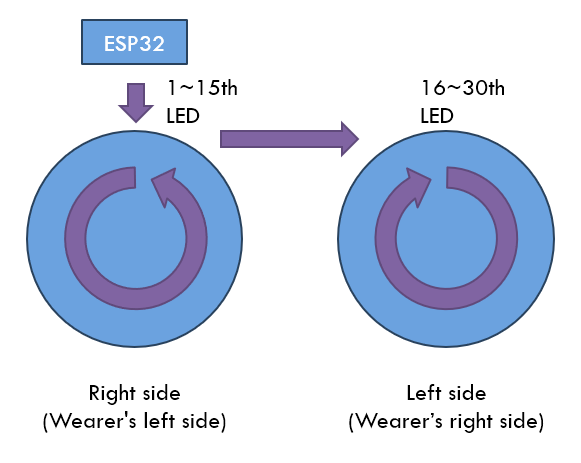 ESP32
1~15th
LED
16~30th
LED
Right side
(Wearer's left side)
Left side
(Wearer’s right side)